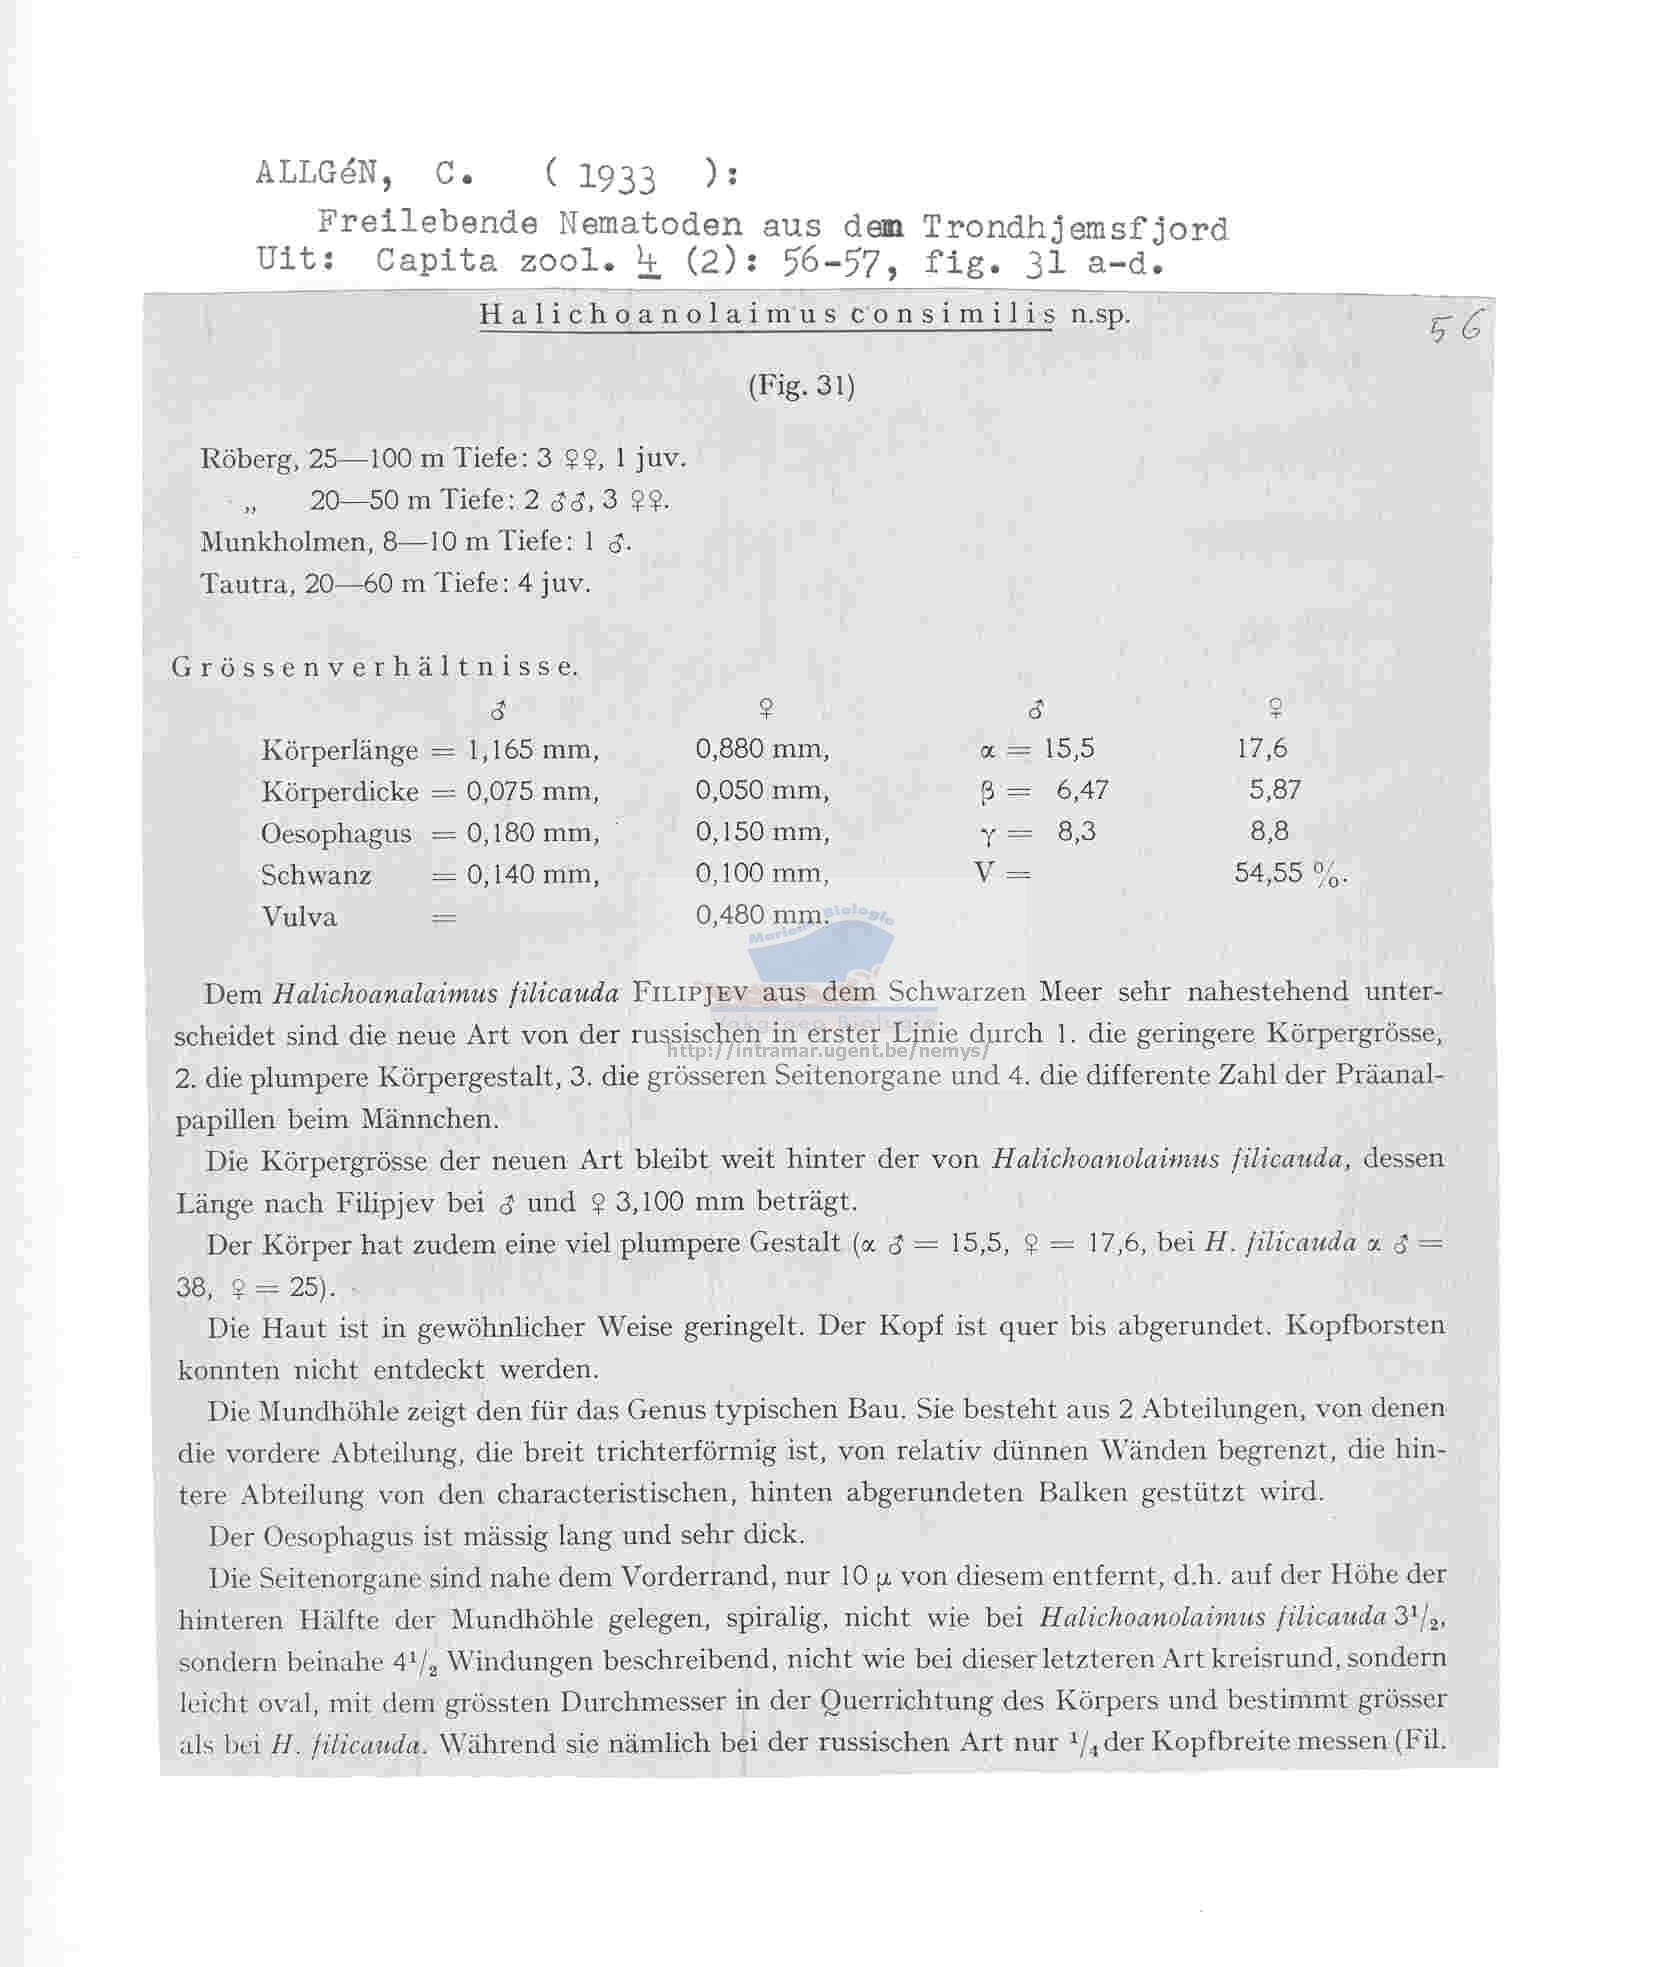 ALLGéN, C. ( 1933 ):
Freilebende Nematoden aus dem Trondhjemsfjord
Uit: Capita zool. 4 (2): 56-57, fig. 31 a-d.
Halichoanolaimus consimilis n.sp.
56
(Fig. 31)
Röberg, 25—100 m Tiefe: 3 ♀♀, 1 juv.
„ 20—50 m Tiefe: 2 ♂♂, 3 ♀♀.
Munkholmen, 8—10 m Tiefe: 1 ♂.
Tautra, 20—60 m Tiefe: 4 juv.
Grössenverhältnisse.
♂ ♀ ♂ ♀
Körperlänge = 1,165 mm, 0,880 mm, α = 15,5 17,6
Körperdicke = 0,075 mm, 0,050 mm, β = 6,47 5,87
Oesophagus = 0,180 mm, 0,150 mm, γ = 8,3 8,8
Schwanz = 0,140 mm, 0,100 mm, V = 54,55 %.
Vulva = 0,480 mm.
Mariene Biologie
Dem Halichoanalaimus filicauda FILIPJEV aus dem Schwarzen Meer sehr nahestehend unter-
Vakgroep Biologie
scheidet sind die neue Art von der russischen in erster Linie durch 1. die geringere Körpergrösse,
http://intramar.ugent.be/nemys/
2. die plumpere Körpergestalt, 3. die grösseren Seitenorgane und 4. die differente Zahl der Präanal-
papillen beim Männchen.
Die Körpergrösse der neuen Art bleibt weit hinter der von Halichoanolaimus filicauda, dessen
Länge nach Filipjev bei ♂ und ♀ 3,100 mm beträgt.
Der Körper hat zudem eine viel plumpere Gestalt (α ♂ = 15,5, ♀ = 17,6, bei H. filicauda α ♂ =
38, ♀ = 25).
Die Haut ist in gewöhnlicher Weise geringelt. Der Kopf ist quer bis abgerundet. Kopfborsten
konnten nicht entdeckt werden.
Die Mundhöhle zeigt den für das Genus typischen Bau. Sie besteht aus 2 Abteilungen, von denen
die vordere Abteilung, die breit trichterförmig ist, von relativ dünnen Wänden begrenzt, die hin-
tere Abteilung von den characteristischen, hinten abgerundeten Balken gestützt wird.
Der Oesophagus ist mässig lang und sehr dick.
Die Seitenorgane sind nahe dem Vorderrand, nur 10 μ von diesem entfernt, d.h. auf der Höhe der
hinteren Hälfte der Mundhöhle gelegen, spiralig, nicht wie bei Halichoanolaimus filicauda 3¹/₂,
sondern beinahe 4¹/₂ Windungen beschreibend, nicht wie bei dieser letzteren Art kreisrund, sondern
leicht oval, mit dem grössten Durchmesser in der Querrichtung des Körpers und bestimmt grösser
als bei H. filicauda. Während sie nämlich bei der russischen Art nur ¹/₄ der Kopfbreite messen (Fil.